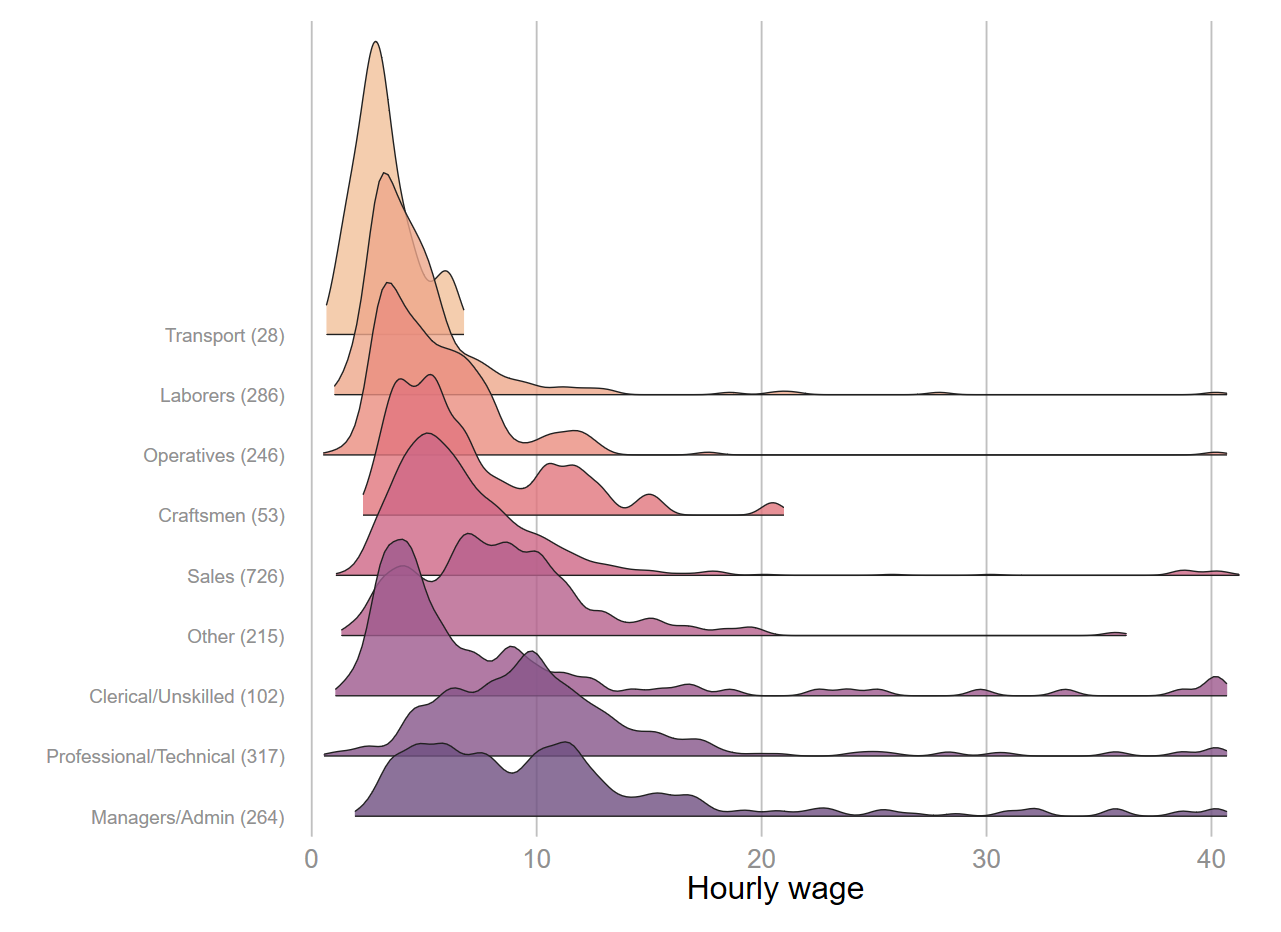 Transport (28)
Laborers (286)
Operatives (246)
Craftsmen (53)
Sales (726)
Other (215)
Clerical/Unskilled (102)
Professional/Technical (317)
Managers/Admin (264)
0 10 20 30 40
Hourly wage